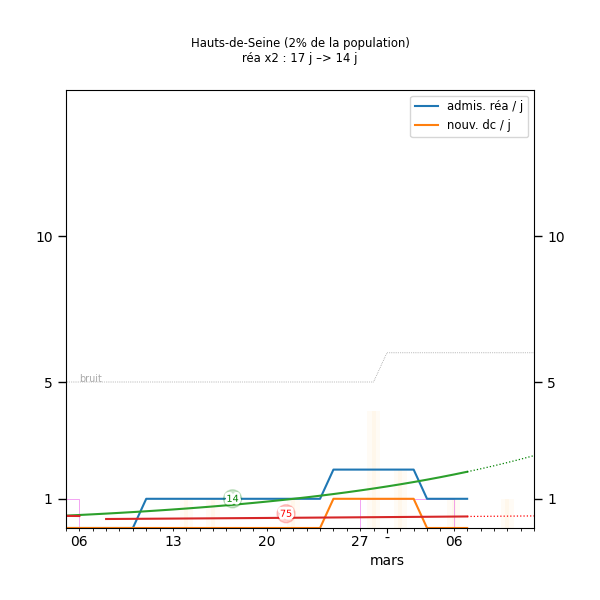 Hauts-de-Seine (2% de la population)
réa x2 : 17 j –> 14 j
admis. réa / j
nouv. dc / j
10 10
bruit
5 5
14
75
1 1
06 13 20 27 - 06
mars